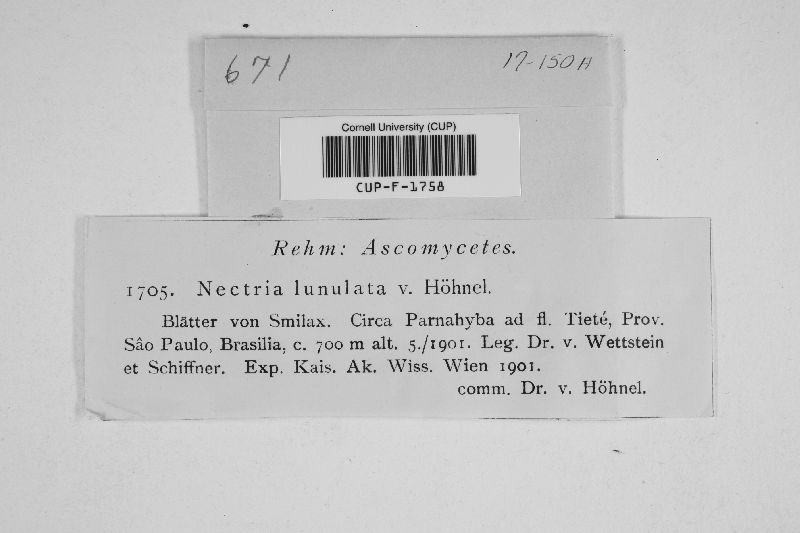 671
17-150A
Cornell University (CUP)
CUP-F-1758
Rehm: Ascomycetes.
1705. Nectria lunulata v. Höhnel.
Blätter von Smilax. Circa Parnahyba ad fl. Tieté, Prov.
Sâo Paulo, Brasilia, c. 700 m alt. 5./1901. Leg. Dr. v. Wettstein
et Schiffner. Exp. Kais. Ak. Wiss. Wien 1901.
comm. Dr. v. Höhnel.